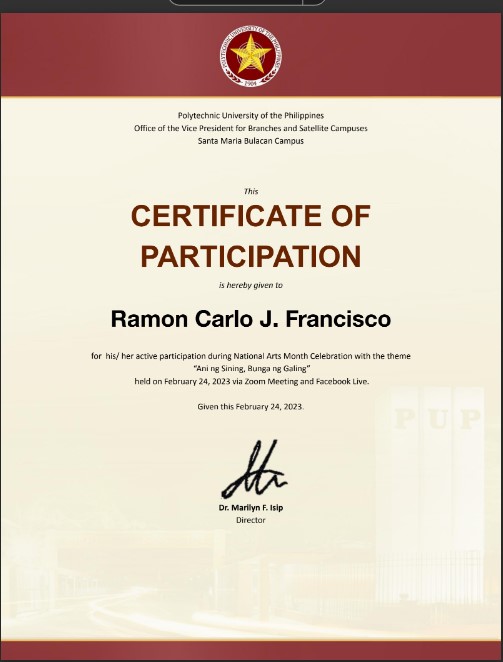 POLYTECHNIC UNIVERSITY OF THE PHILIPPINES
1904
Polytechnic University of the Philippines
Office of the Vice President for Branches and Satellite Campuses
Santa Maria Bulacan Campus
This
CERTIFICATE OF
PARTICIPATION
is hereby given to
Ramon Carlo J. Francisco
for his/ her active participation during National Arts Month Celebration with the theme
“Ani ng Sining, Bunga ng Galing”
held on February 24, 2023 via Zoom Meeting and Facebook Live.
Given this February 24, 2023.
PUP
Dr. Marilyn F. Isip
Director